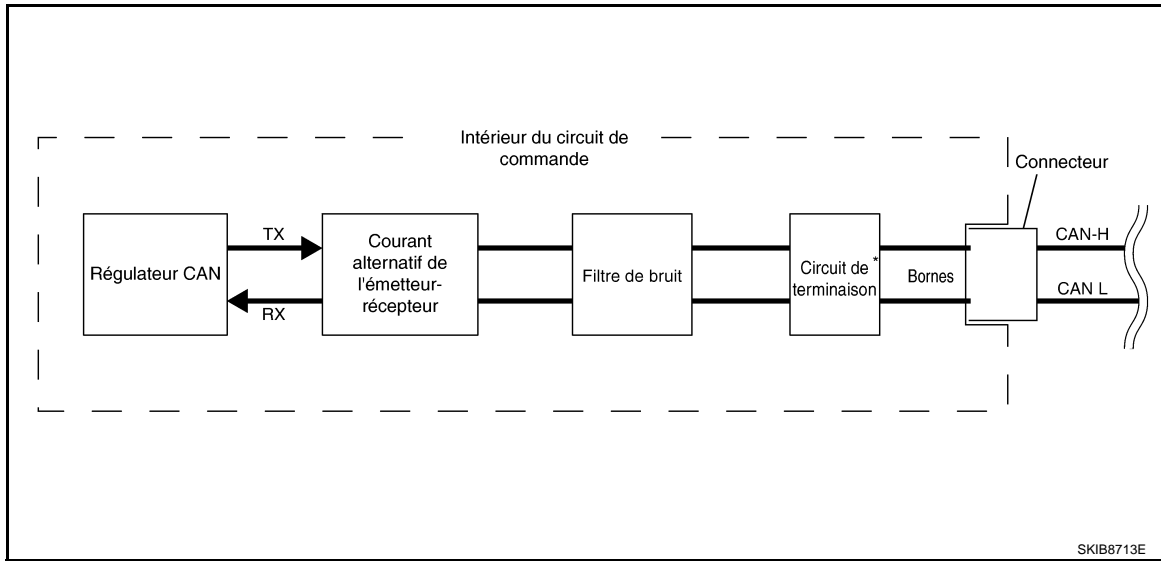 Intérieur du circuit de
commande
Connecteur
Régulateur CAN
TX
RX
Courant
alternatif de
l'émetteur-
récepteur
Filtre de bruit
Circuit de *
terminaison
Bornes
CAN-H
CAN L
SKIB8713E